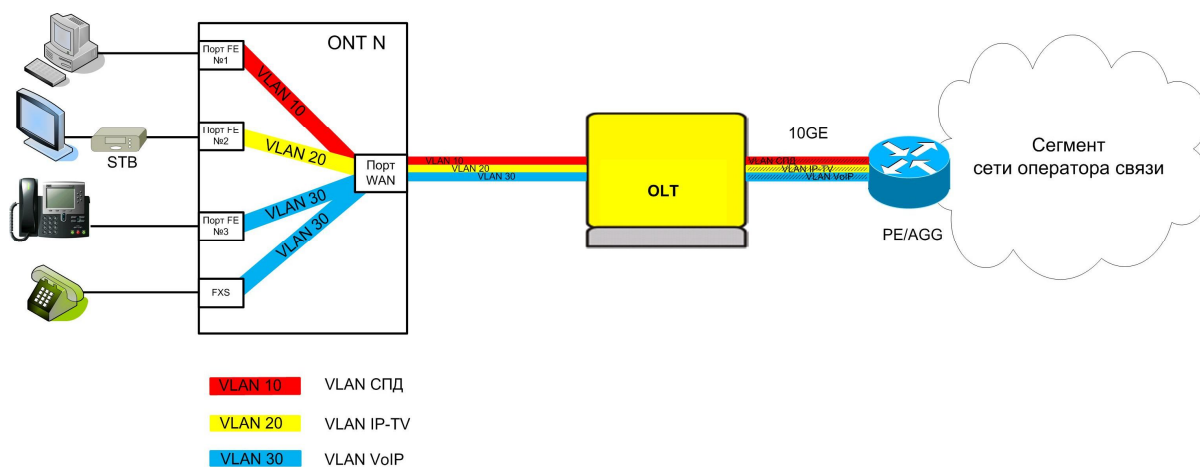 ONT N
Порт FE
№1
VLAN 10
Порт FE
№2
VLAN 20
STB
Порт
WAN
Порт FE
№3
VLAN 30
VLAN 30
FXS
VLAN 10
VLAN 20
VLAN 30
OLT
10GE
VLAN СПД
VLAN IP-TV
VLAN VoIP
PE/AGG
Сегмент
сети оператора связи
VLAN 10 VLAN СПД
VLAN 20 VLAN IP-TV
VLAN 30 VLAN VoIP